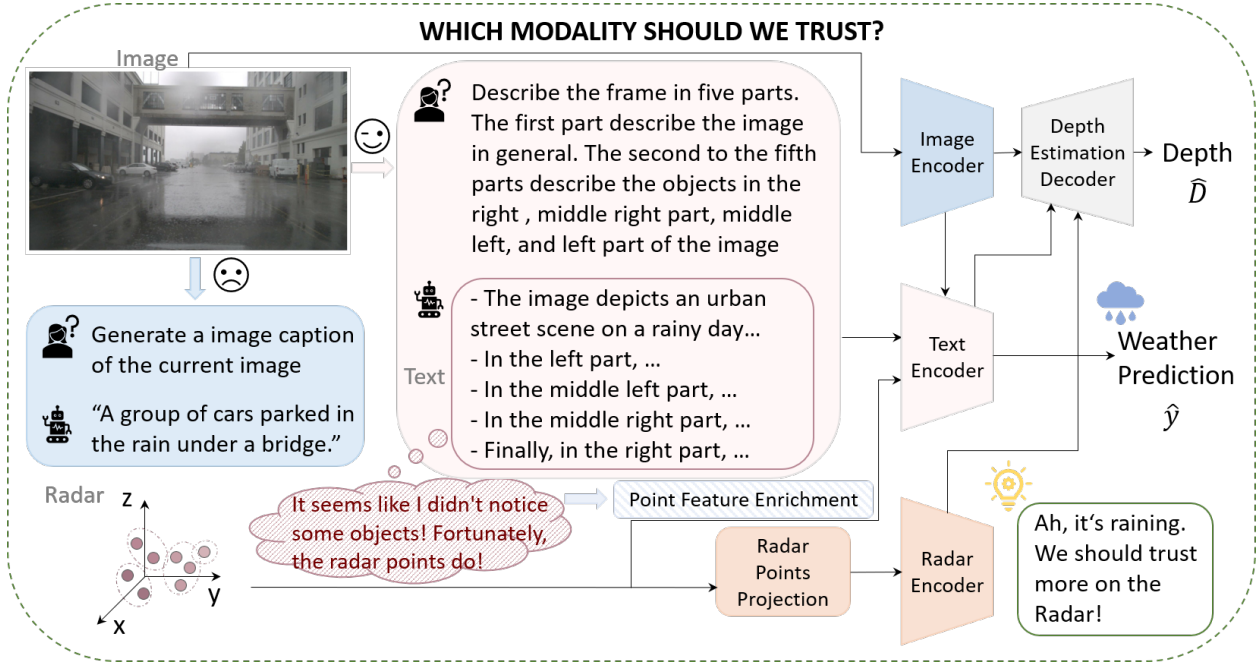 WHICH MODALITY SHOULD WE TRUST?
Image
Describe the frame in five parts.
The first part describe the image
in general. The second to the fifth
parts describe the objects in the
right , middle right part, middle
left, and left part of the image
Generate a image caption
of the current image
“A group of cars parked in
the rain under a bridge.”
Text
- The image depicts an urban
street scene on a rainy day...
- In the left part, ...
- In the middle left part, ...
- In the middle right part, ...
- Finally, in the right part, ...
Image
Encoder
Depth
Estimation
Decoder
Depth
D̂
Text
Encoder
Weather
Prediction
ŷ
Radar
z
y
x
It seems like I didn't notice
some objects! Fortunately,
the radar points do!
Point Feature Enrichment
Radar
Points
Projection
Radar
Encoder
Ah, it‘s raining.
We should trust
more on the
Radar!